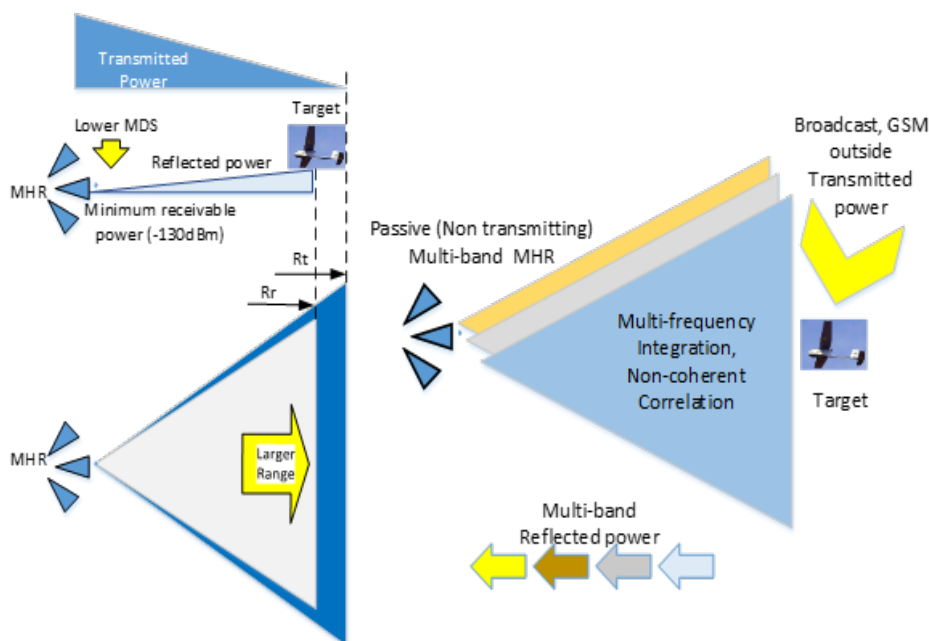 Transmitted
Power
Target
Lower MDS
Reflected power
MHR
Minimum receivable
power (-130dBm)
Rt
Rr
MHR
Larger
Range
Broadcast, GSM
outside
Transmitted
power
Passive (Non transmitting)
Multi-band MHR
Multi-frequency
Integration,
Non-coherent
Correlation
Target
Multi-band
Reflected power